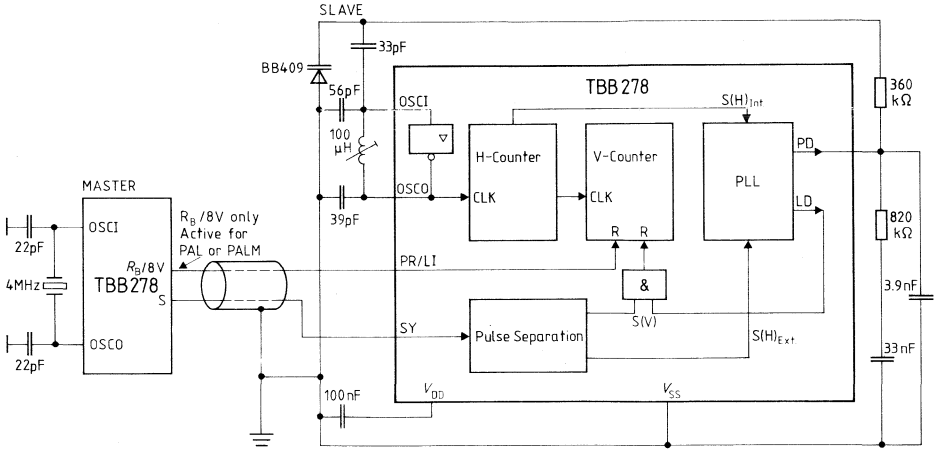 SLAVE
33pF
BB409
TBB 278
56pF
OSCI
S(H)Int
360
kΩ
100
μH
H-Counter
V-Counter
PD
PLL
OSCO
CLK
CLK
LD
MASTER
39pF
R R
820
kΩ
RB/8V only
Active for
PAL or PALM
OSCI
22pF
PR/LI
RB/8V
4MHz
TBB278
&
3.9nF
S
S(V)
SY
Pulse Separation
S(H)Ext.
33nF
OSCO
22pF
100nF
VDD
VSS